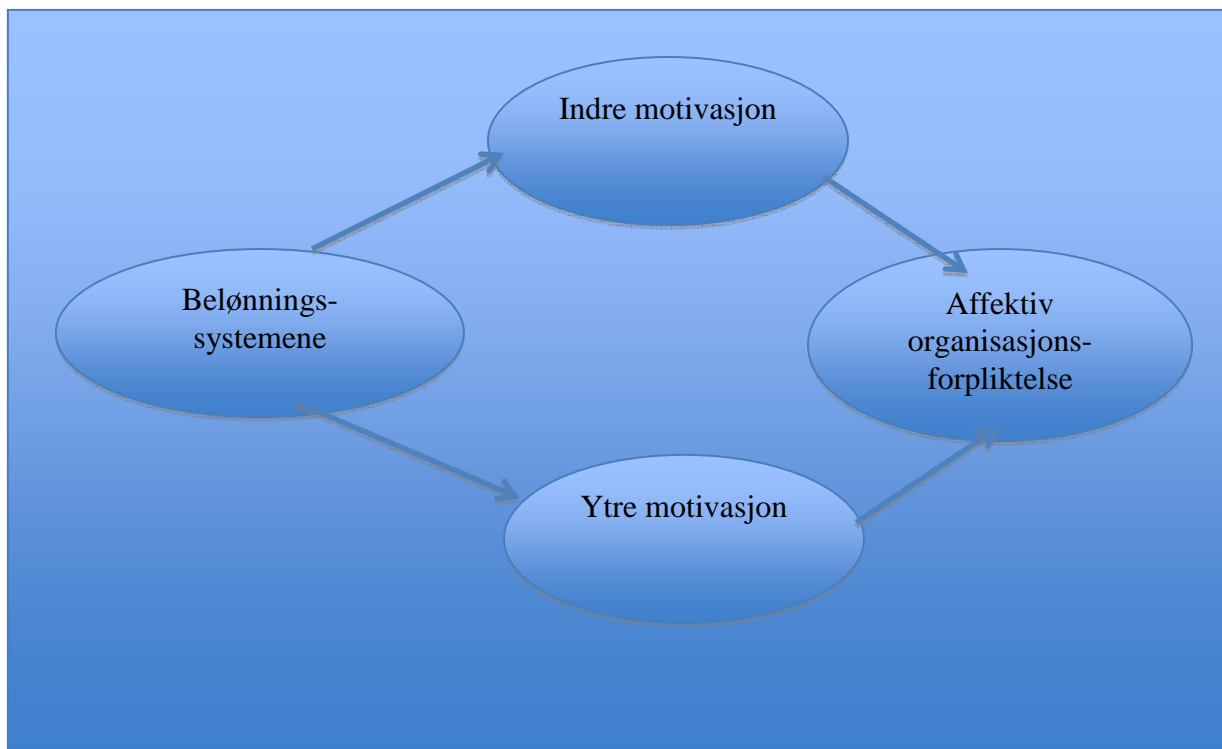 Indre motivasjon
Belønnings-
systemene
Affektiv
organisasjons-
forpliktelse
Ytre motivasjon